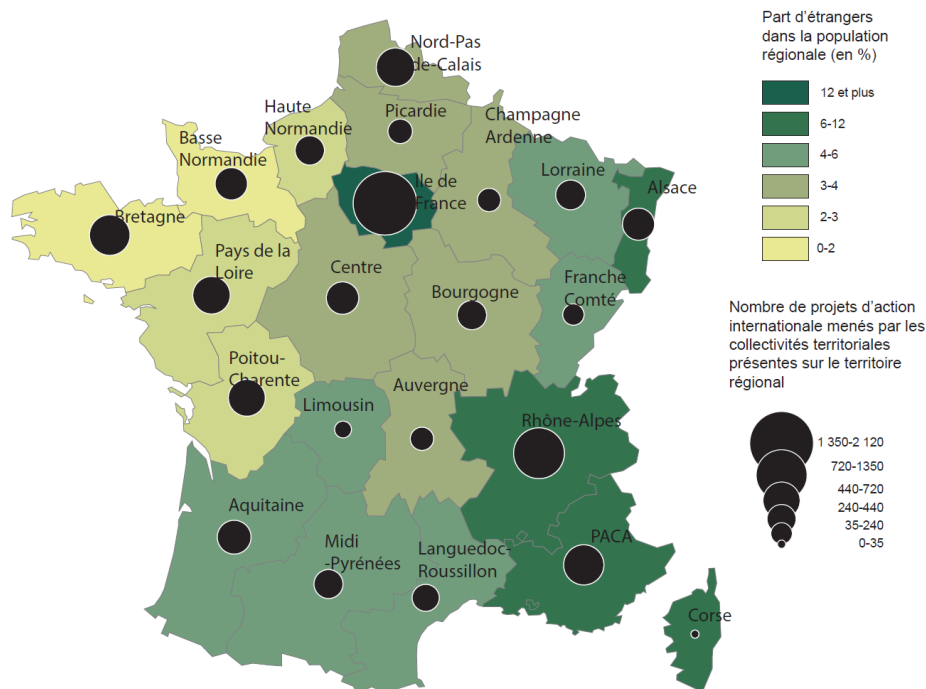 Nord-Pas
de-Calais
Haute
Normandie
Picardie
Champagne
Ardenne
Basse
Normandie
Ile de
France
Lorraine
Alsace
Bretagne
Pays de la
Loire
Centre
Bourgogne
Franche
Comté
Poitou-
Charente
Limousin
Auvergne
Rhône-Alpes
Aquitaine
Midi
-Pyrénées
Languedoc-
Roussillon
PACA
Corse
Part d’étrangers
dans la population
régionale (en %)
12 et plus
6-12
4-6
3-4
2-3
0-2
Nombre de projets d’action
internationale menés par les
collectivités territoriales
présentes sur le territoire
régional
1 350-2 120
720-1350
440-720
240-440
35-240
0-35